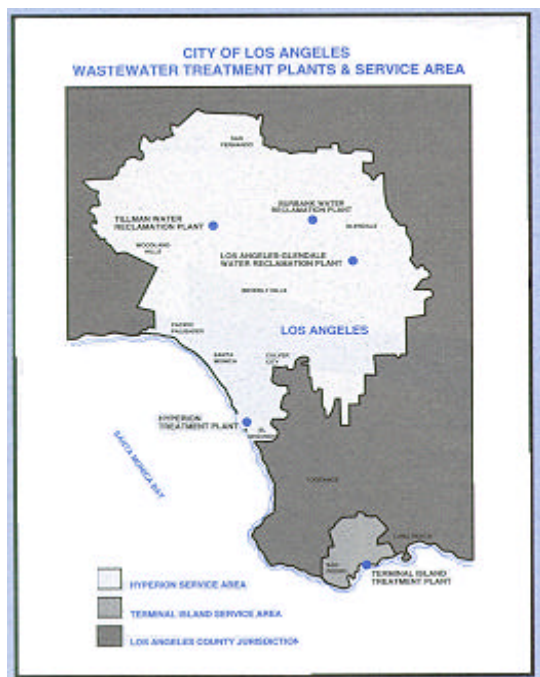 CITY OF LOS ANGELES
WASTEWATER TREATMENT PLANTS & SERVICE AREA
SAN
FERNANDO
BURBANK WATER
RECLAMATION PLANT
TILLMAN WATER
RECLAMATION PLANT
GLENDALE
WOODLAND
HILLS
LOS ANGELES-GLENDALE
WATER RECLAMATION PLANT
BEVERLY HILLS
PACIFIC
PALISADES
LOS ANGELES
SANTA
MONICA
CULVER
CITY
HYPERION
TREATMENT PLANT
EL
SEGUNDO
SANTA MONICA BAY
TORRANCE
LONG BEACH
SAN
PEDRO
TERMINAL ISLAND
TREATMENT PLANT
HYPERION SERVICE AREA
TERMINAL ISLAND SERVICE AREA
LOS ANGELES COUNTY JURISDICTION